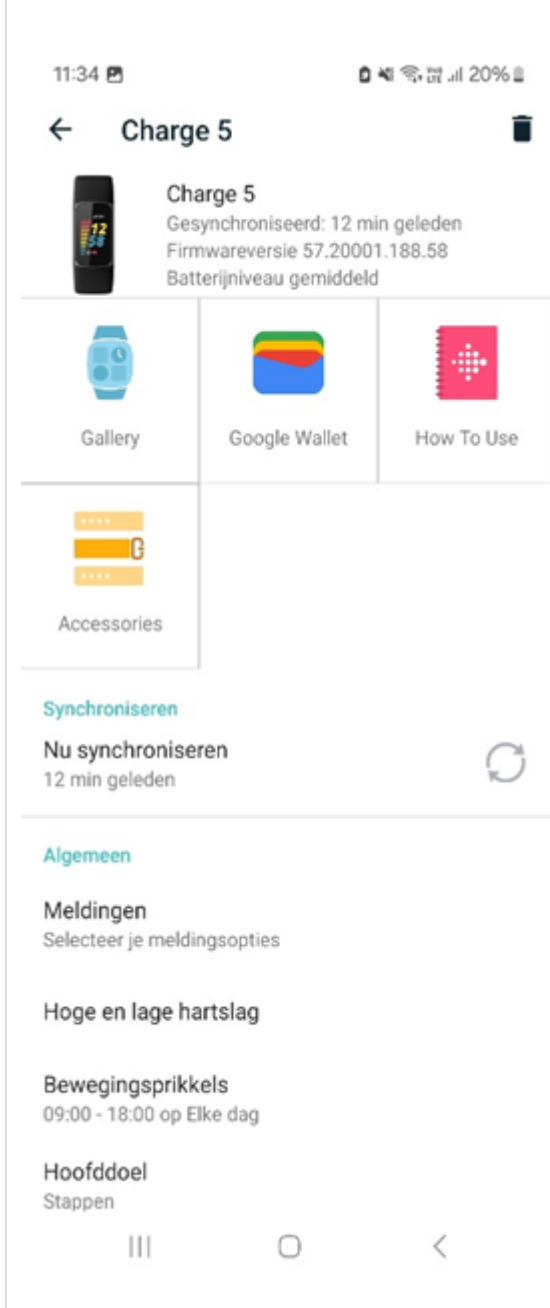 11:34
20%
Charge 5
Charge 5
Gesynchroniseerd: 12 min geleden
Firmwareversie 57.20001.188.58
Batterijniveau gemiddeld
Gallery
Google Wallet
How To Use
Accessories
Synchroniseren
Nu synchroniseren
12 min geleden
Algemeen
Meldingen
Selecteer je meldingsopties
Hoge en lage hartslag
Bewegingsprikkels
09:00 - 18:00 op Elke dag
Hoofddoel
Stappen